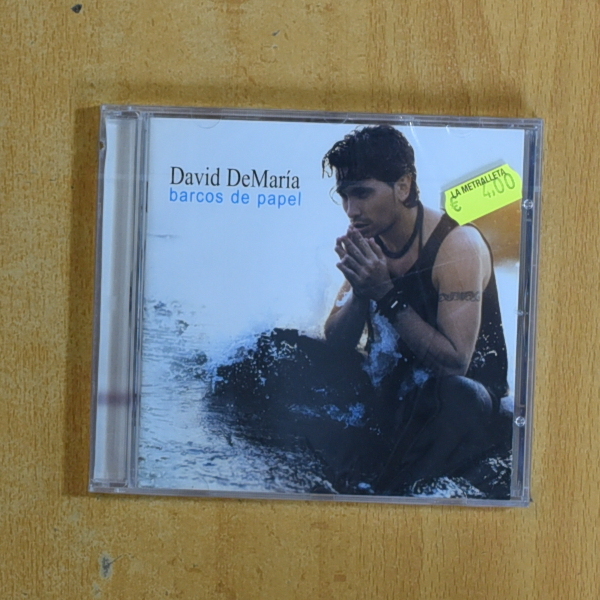 David DeMaría
barcos de papel
LA METRALLETA
€ 4,00